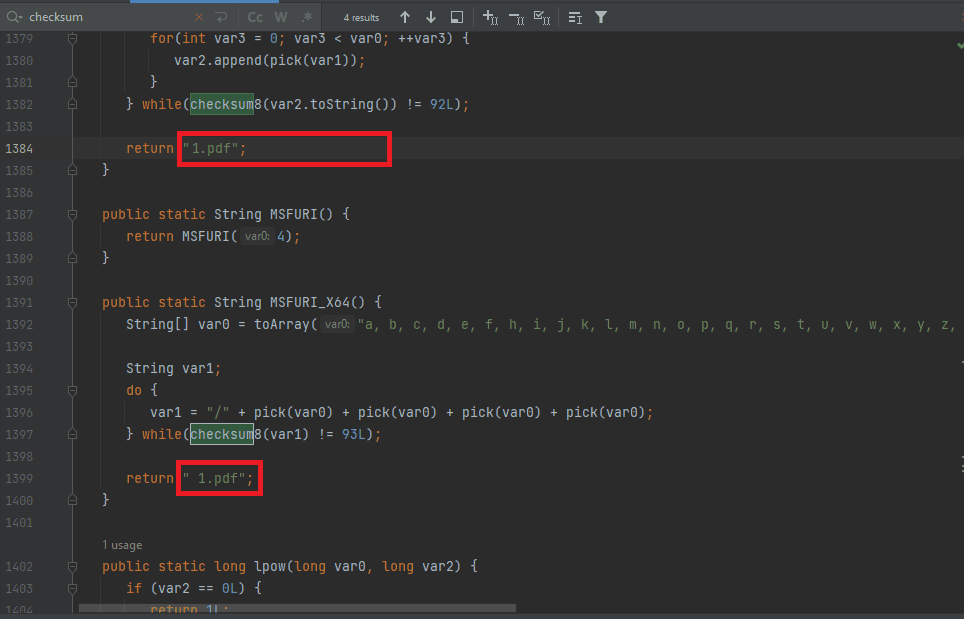 checksum Cc W .* 4 results
1379 for(int var3 = 0; var3 < var0; ++var3) {
1380 var2.append(pick(var1));
1381 }
1382 } while(checksum8(var2.toString()) != 92L);
1383
1384 return "1.pdf";
1385 }
1386
1387 public static String MSFURI() {
1388 return MSFURI( var0: 4);
1389 }
1390
1391 public static String MSFURI_X64() {
1392 String[] var0 = toArray( var0: "a, b, c, d, e, f, h, i, j, k, l, m, n, o, p, q, r, s, t, u, v, w, x, y, z,
1393
1394 String var1;
1395 do {
1396 var1 = "/" + pick(var0) + pick(var0) + pick(var0) + pick(var0);
1397 } while(checksum8(var1) != 93L);
1398
1399 return " 1.pdf";
1400 }
1401
1 usage
1402 public static long lpow(long var0, long var2) {
1403 if (var2 == 0L) {
1404 return 1L;